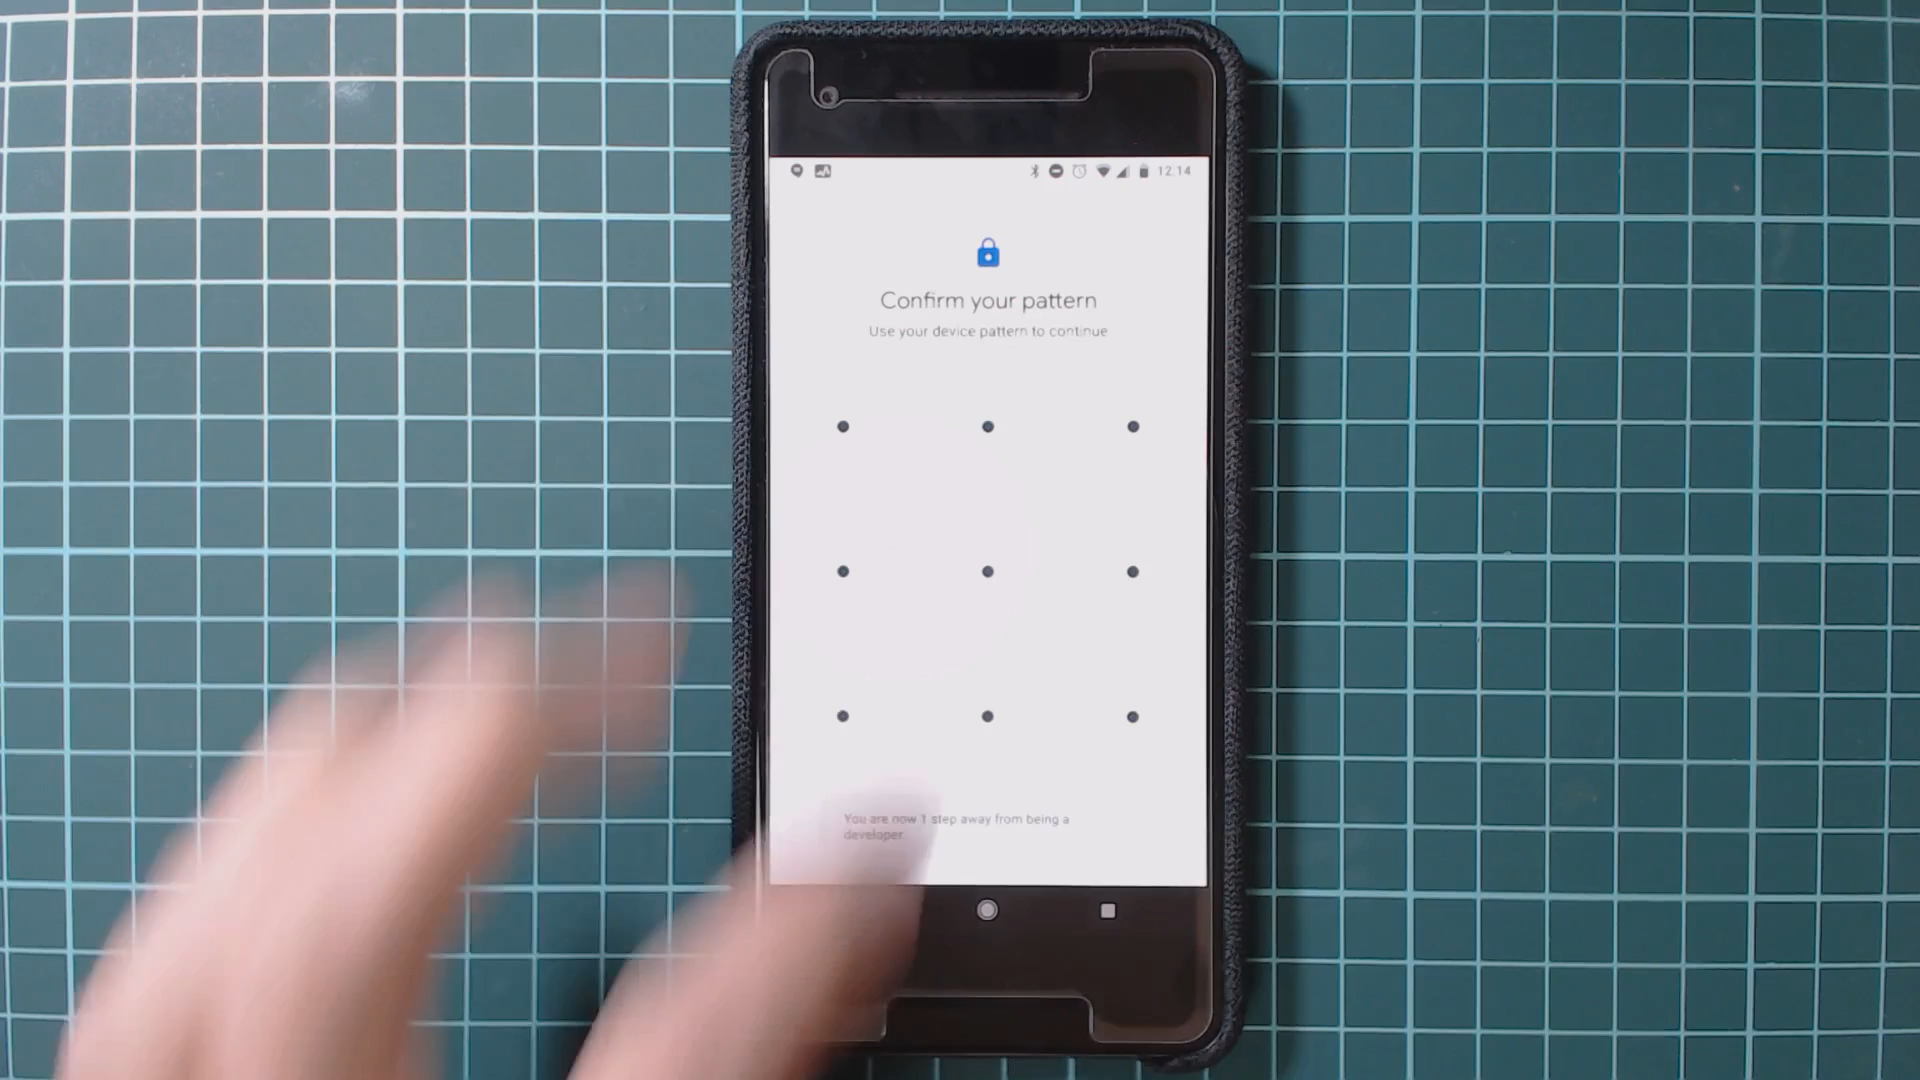 12.14
Confirm your pattern
Use your device pattern to continue
You are now 1 step away from being a
developer.